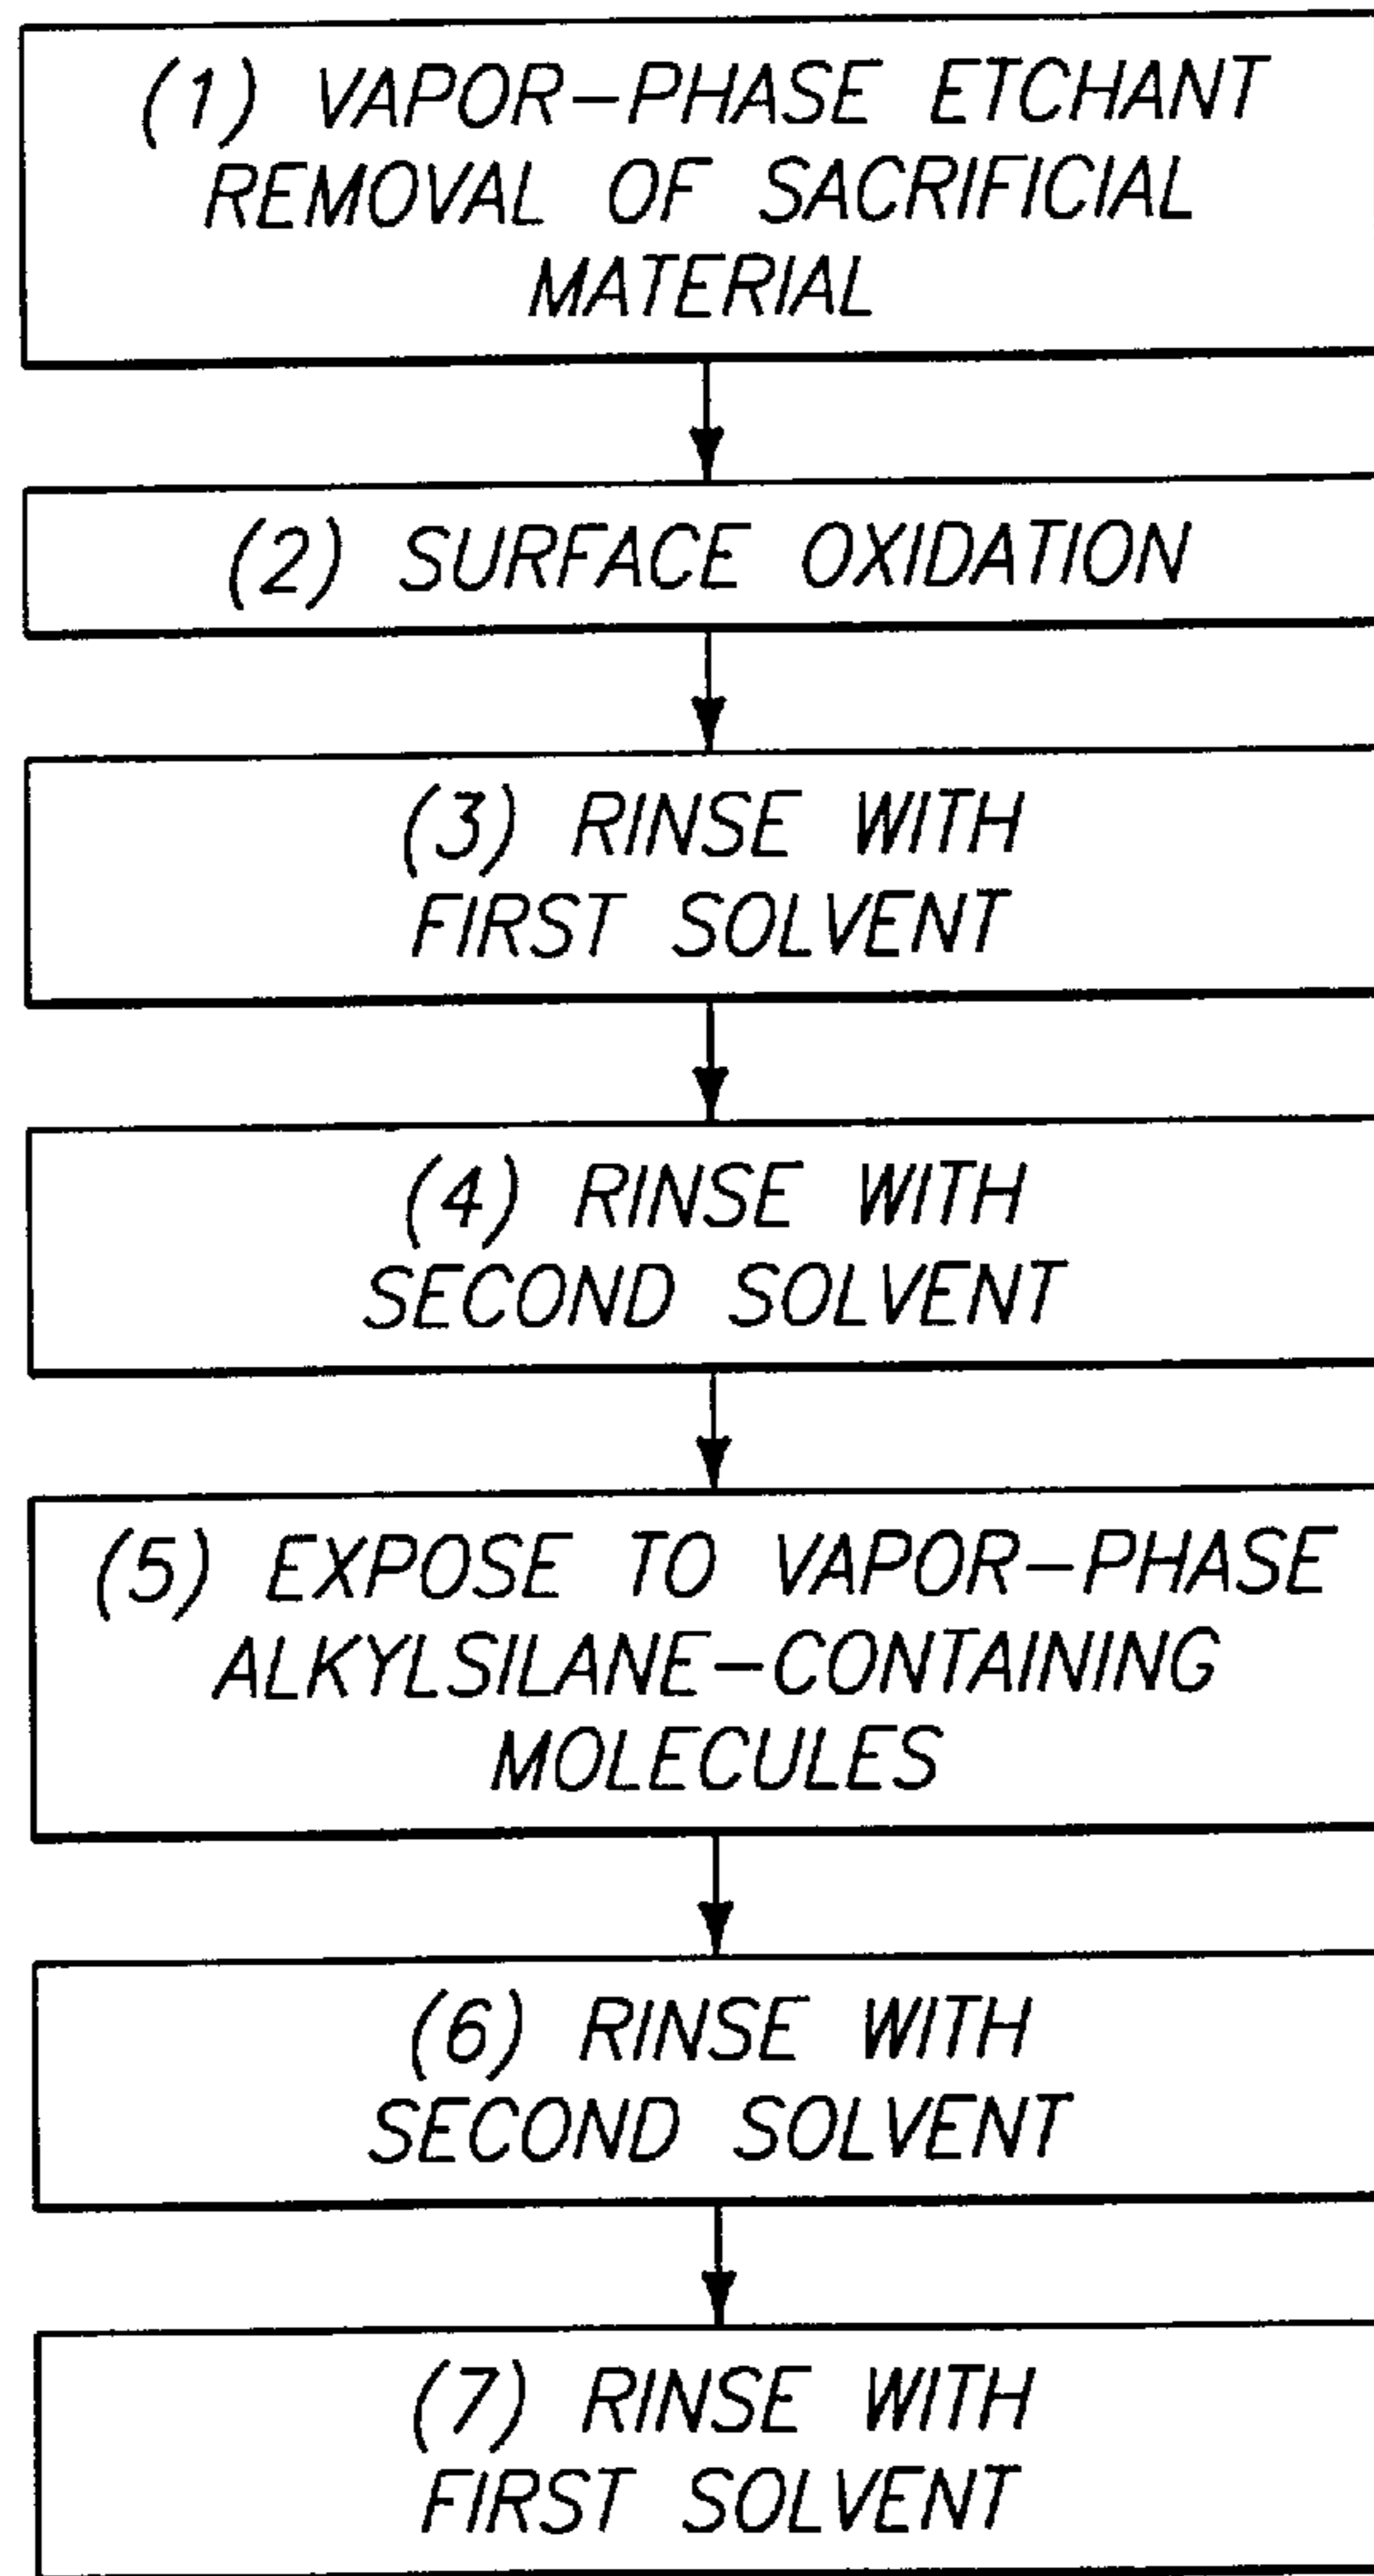 (1) VAPOR-PHASE ETCHANT
REMOVAL OF SACRIFICIAL
MATERIAL
(2) SURFACE OXIDATION
(3) RINSE WITH
FIRST SOLVENT
(4) RINSE WITH
SECOND SOLVENT
(5) EXPOSE TO VAPOR-PHASE
ALKYLSILANE-CONTAINING
MOLECULES
(6) RINSE WITH
SECOND SOLVENT
(7) RINSE WITH
FIRST SOLVENT